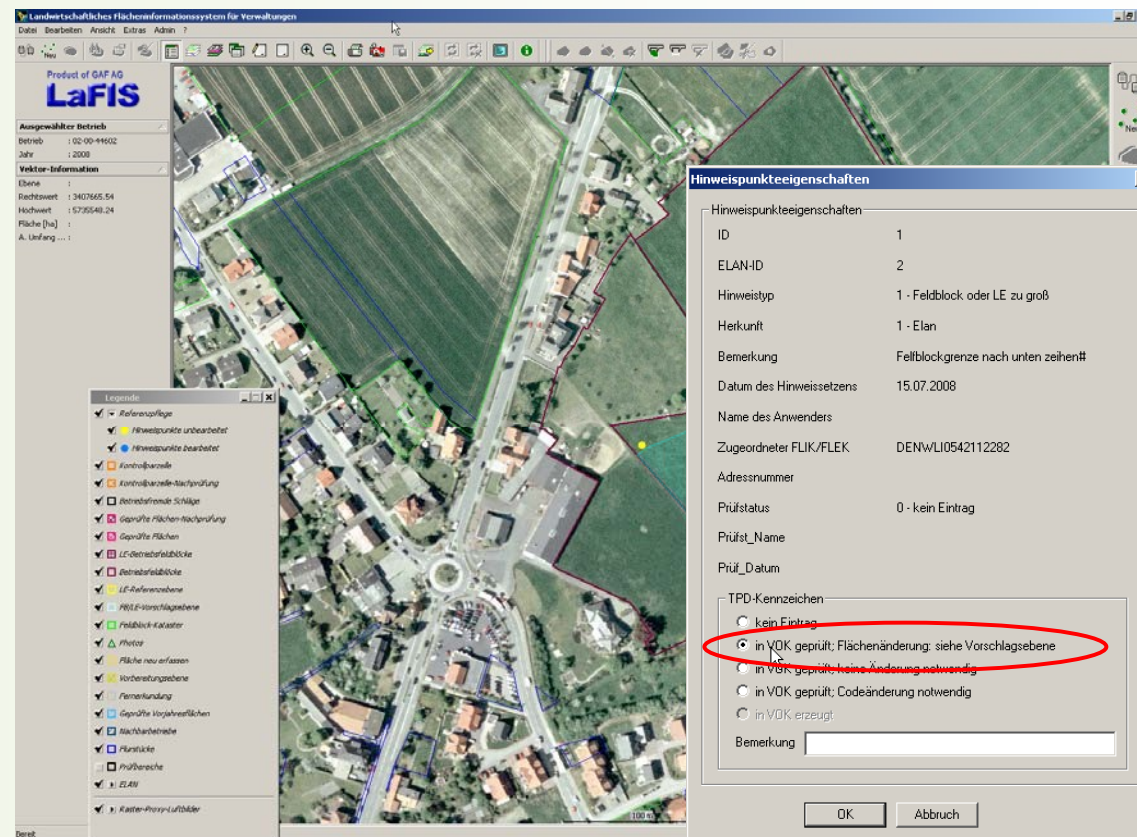 Landwirtschaftliches Flächeninformationssystem für Verwaltungen
Datei Bearbeiten Ansicht Extras Admin ?
Neu
Product of GAF AG
LaFIS
Ausgewählter Betrieb
Betrieb : 02-00-44602
Jahr : 2008
Vektor-Information
Ebene :
Rechtswert : 3407665.54
Hochwert : 5735548.24
Fläche [ha] :
A. Umfang ... :
Legende
Referenzpflege
Hinweispunkte unbearbeitet
Hinweispunkte bearbeitet
Kontrollparzelle
Kontrollparzelle-Nachprüfung
Betriebsfremde Schläge
Geprüfte Flächen-Nachprüfung
Geprüfte Flächen
LE-Betriebsfeldblöcke
Betriebsfeldblöcke
LE-Referenzebene
FB/LE-Vorschlagsebene
Feldblock-Kataster
Photos
Fläche neu erfassen
Vorbereitungsebene
Fernerkundung
Geprüfte Vorjahresflächen
Nachbarbetriebe
Flurstücke
Prüfbereiche
ELAN
Raster-Proxy-Luftbilder
Bereit
100 m
Hinweispunkteeigenschaften
Hinweispunkteeigenschaften
ID 1
ELAN-ID 2
Hinweistyp 1 - Feldblock oder LE zu groß
Herkunft 1 - Elan
Bemerkung Felfblockgrenze nach unten zeihen#
Datum des Hinweissetzens 15.07.2008
Name des Anwenders
Zugeordneter FLIK/FLEK DENWLI0542112282
Adressnummer
Prüfstatus 0 - kein Eintrag
Prüfst_Name
Prüf_Datum
TPD-Kennzeichen
kein Eintrag
in VOK geprüft; Flächenänderung: siehe Vorschlagsebene
in VOK geprüft; keine Änderung notwendig
in VOK geprüft; Codeänderung notwendig
in VOK erzeugt
Bemerkung
OK Abbruch